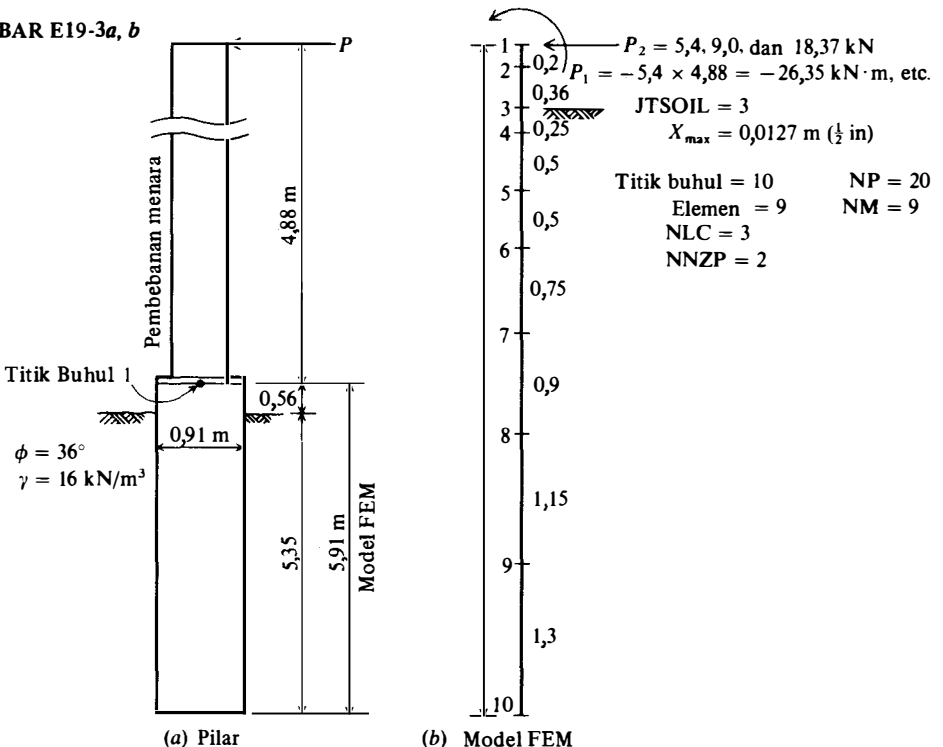 BAR E19-3a, b
P
Pembebanan menara
4,88 m
Titik Buhul 1
0,56
0,91 m
ϕ = 36°
γ = 16 kN/m³
5,35
5,91 m
Model FEM
(a) Pilar
1
2
3
4
5
6
7
8
9
10
0,2
0,36
0,25
0,5
0,5
0,75
0,9
1,15
1,3
P₂ = 5,4, 9,0, dan 18,37 kN
P₁ = −5,4 × 4,88 = −26,35 kN·m, etc.
JTSOIL = 3
Xmax = 0,0127 m (½ in)
Titik buhul = 10 NP = 20
Elemen = 9 NM = 9
NLC = 3
NNZP = 2
(b) Model FEM